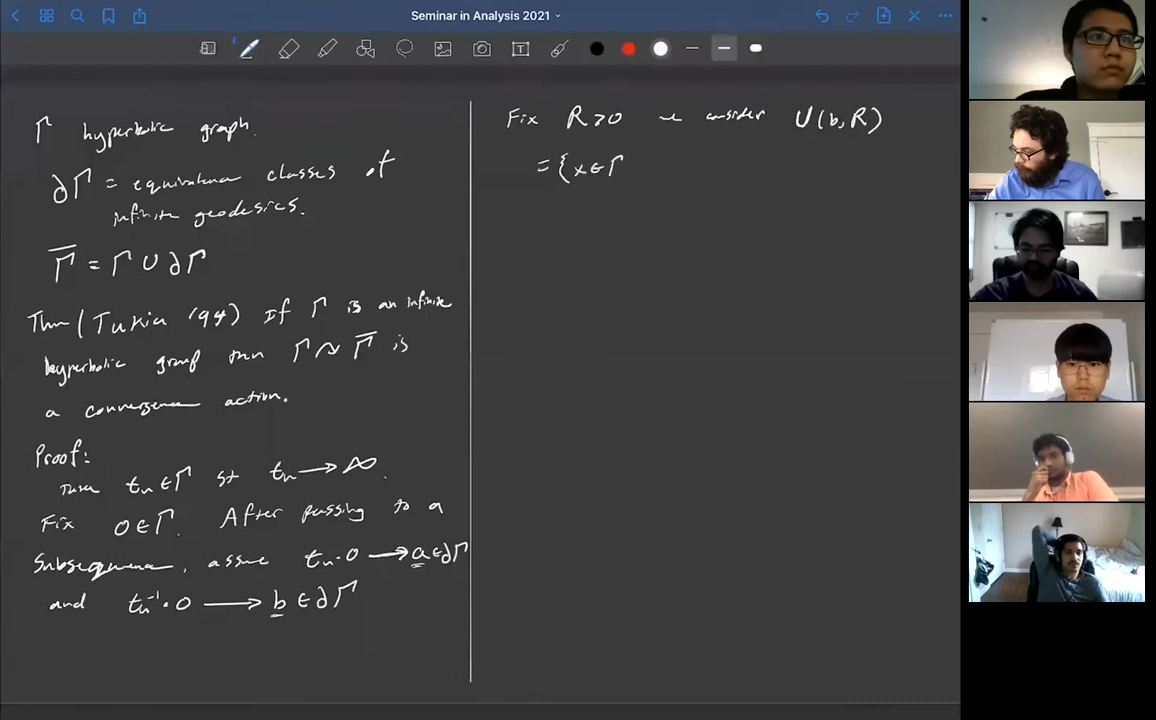 Seminar in Analysis 2021
Γ hyperbolic graph.
∂Γ = equivalence classes of
infinite geodesics.
Γ̅ = Γ ∪ ∂Γ
Thm (Tukia '94) If Γ is an infinite
hyperbolic group then Γ ↷ Γ̅ is
a convergence action.
Proof:
Take tₙ ∈ Γ st tₙ → ∞.
Fix o ∈ Γ. After passing to a
subsequence, assume tₙ·o → a ∈ ∂Γ
and tₙ⁻¹·o → b ∈ ∂Γ
Fix R>0 we consider U(b,R)
= {x∈Γ